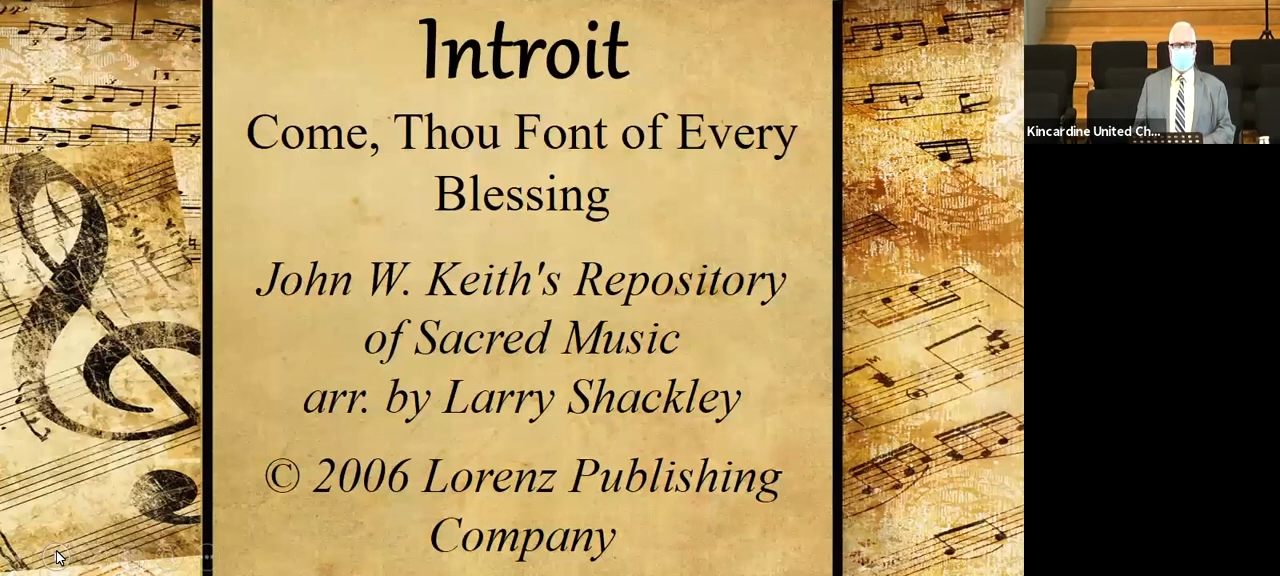 Introit
Come, Thou Font of Every
Blessing
John W. Keith's Repository
of Sacred Music
arr. by Larry Shackley
© 2006 Lorenz Publishing
Company
Kincardine United Ch...